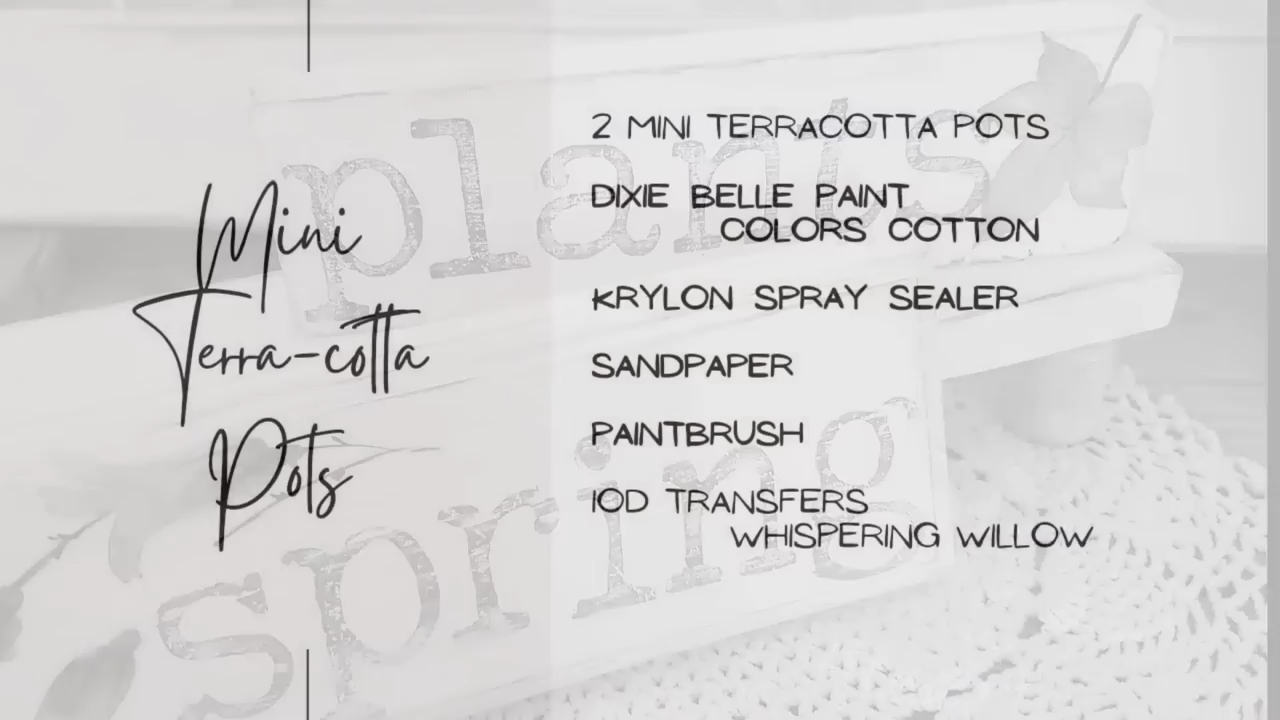 Mini
Terra-cotta
Pots
2 MINI TERRACOTTA POTS
DIXIE BELLE PAINT
COLORS COTTON
KRYLON SPRAY SEALER
SANDPAPER
PAINTBRUSH
IOD TRANSFERS
WHISPERING WILLOW
plants
spring